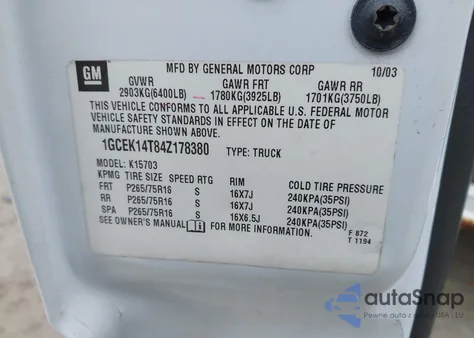 GM
MFD BY GENERAL MOTORS CORP 10/03
GVWR GAWR FRT GAWR RR
2903KG(6400LB) 1780KG(3925LB) 1701KG(3750LB)
THIS VEHICLE CONFORMS TO ALL APPLICABLE U.S. FEDERAL MOTOR
VEHICLE SAFETY STANDARDS IN EFFECT ON THE DATE OF
MANUFACTURE SHOWN ABOVE.
1GCEK14T84Z178380 TYPE: TRUCK
MODEL: K15703
KPMG TIRE SIZE SPEED RTG RIM COLD TIRE PRESSURE
FRT P265/75R16 S 16X7J 240KPA(35PSI)
RR P265/75R16 S 16X7J 240KPA(35PSI)
SPA P265/75R16 S 16X6.5J 240KPA(35PSI)
SEE OWNER'S MANUAL FOR MORE INFORMATION.
F 872
T 1194
autoSnap
Pewne auta z USA i EU